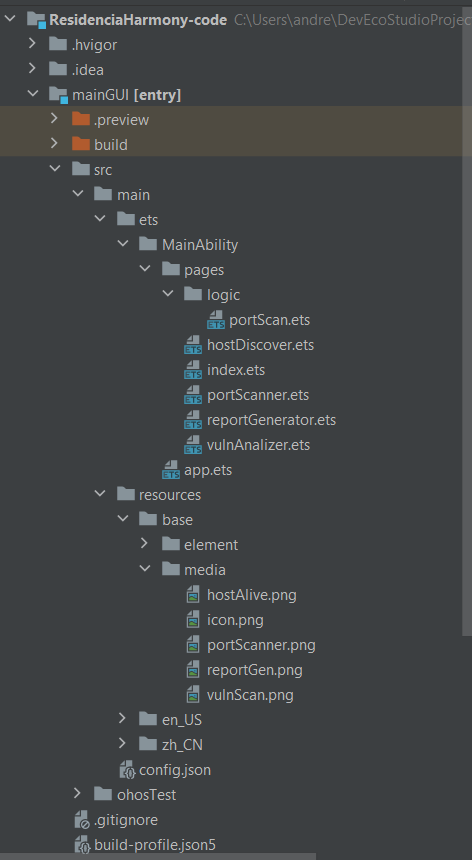 ResidenciaHarmony-code C:\Users\andre\DevEcoStudioProjec
.hvigor
.idea
mainGUI [entry]
.preview
build
src
main
ets
MainAbility
pages
logic
portScan.ets
hostDiscover.ets
index.ets
portScanner.ets
reportGenerator.ets
vulnAnalizer.ets
app.ets
resources
base
element
media
hostAlive.png
icon.png
portScanner.png
reportGen.png
vulnScan.png
en_US
zh_CN
config.json
ohosTest
.gitignore
build-profile.json5